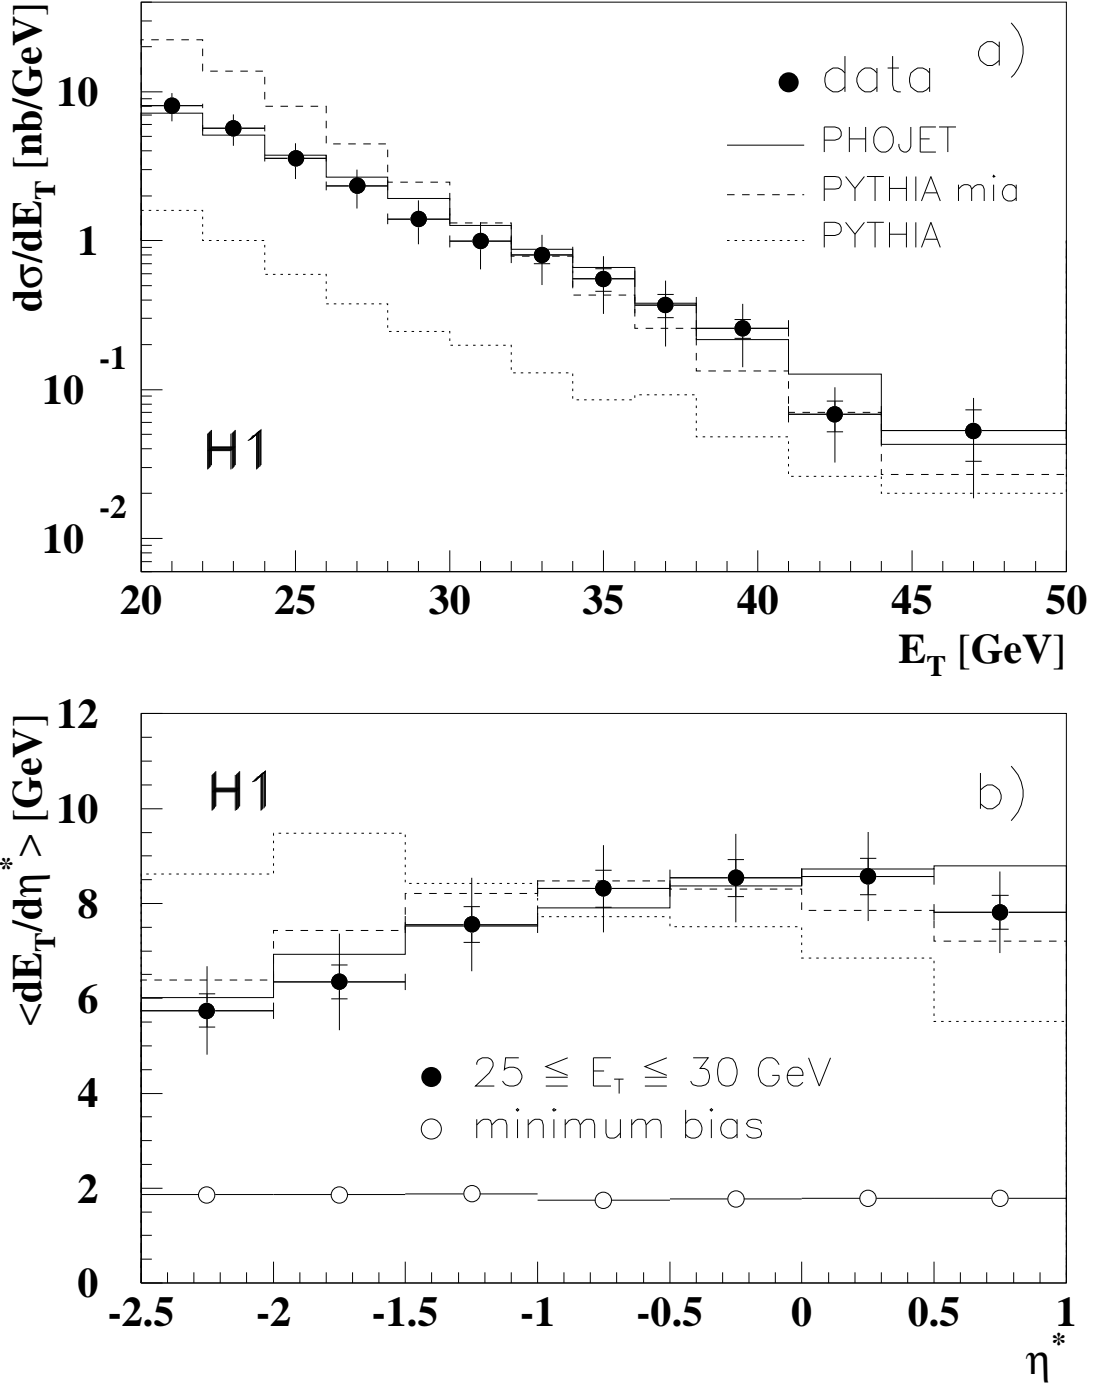 a)
data
PHOJET
PYTHIA mia
PYTHIA
H1
dσ/dE_T [nb/GeV]
10
1
10^-1
10^-2
20 25 30 35 40 45 50
E_T [GeV]
H1
b)
<dE_T/dη*> [GeV]
12
10
8
6
4
2
0
25 ≦ E_T ≦ 30 GeV
minimum bias
-2.5 -2 -1.5 -1 -0.5 0 0.5 1
η*